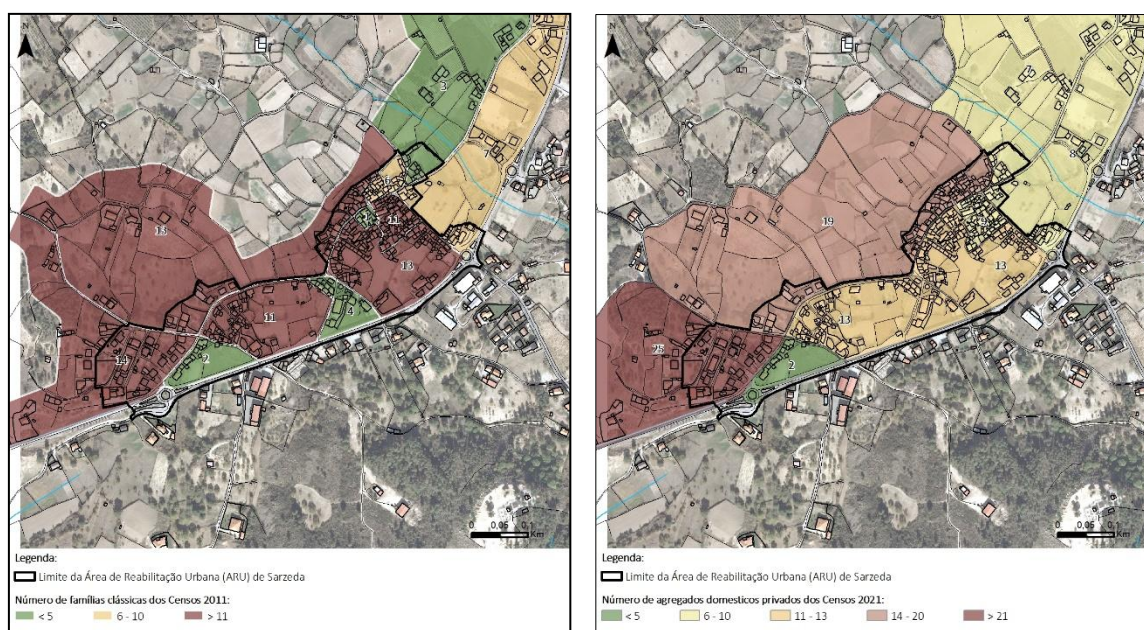 N
3
7
6
1
11
13
13
11
4
14
2
0 0,05 0,1
Km
Legenda:
Limite da Área de Reabilitação Urbana (ARU) de Sarzeda
Número de famílias clássicas dos Censos 2011:
< 5 6 - 10 > 11
N
8
19
19
13
13
25
2
0 0,05 0,1
Km
Legenda:
Limite da Área de Reabilitação Urbana (ARU) de Sarzeda
Número de agregados domesticos privados dos Censos 2021:
< 5 6 - 10 11 - 13 14 - 20 > 21